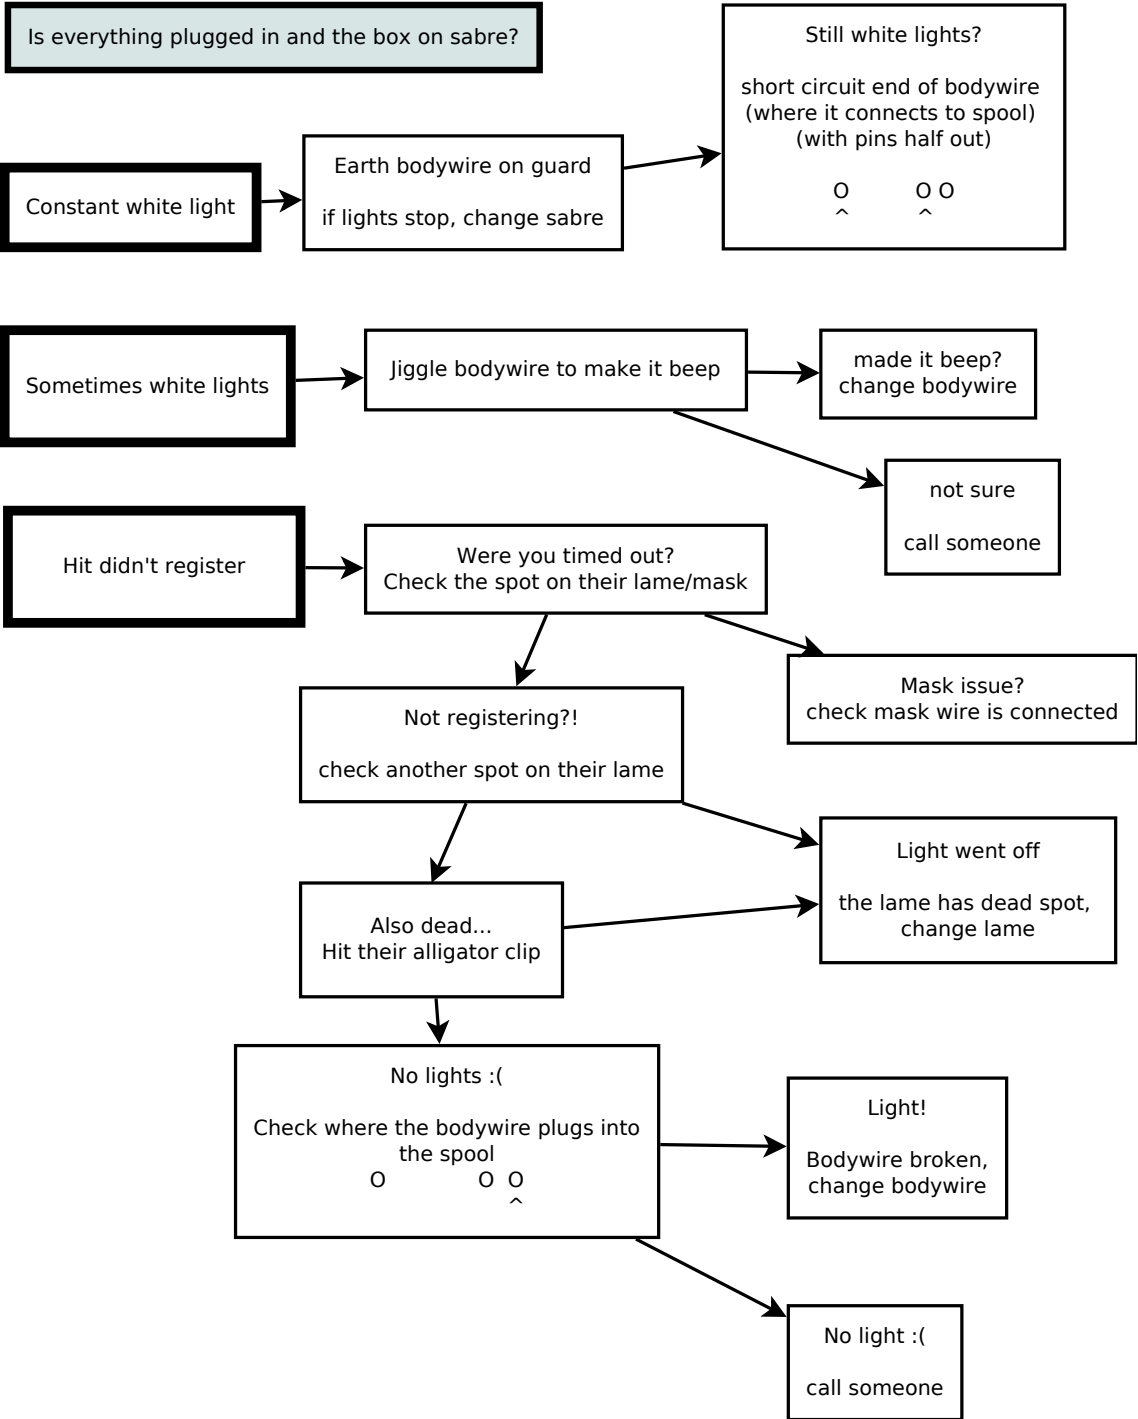 Is everything plugged in and the box on sabre?
Still white lights?
short circuit end of bodywire
(where it connects to spool)
(with pins half out)
O O O
^ ^
Constant white light
Earth bodywire on guard
if lights stop, change sabre
Sometimes white lights
Jiggle bodywire to make it beep
made it beep?
change bodywire
not sure
call someone
Hit didn't register
Were you timed out?
Check the spot on their lame/mask
Mask issue?
check mask wire is connected
Not registering?!
check another spot on their lame
Light went off
the lame has dead spot,
change lame
Also dead...
Hit their alligator clip
No lights :(
Check where the bodywire plugs into
the spool
O O O
^
Light!
Bodywire broken,
change bodywire
No light :(
call someone